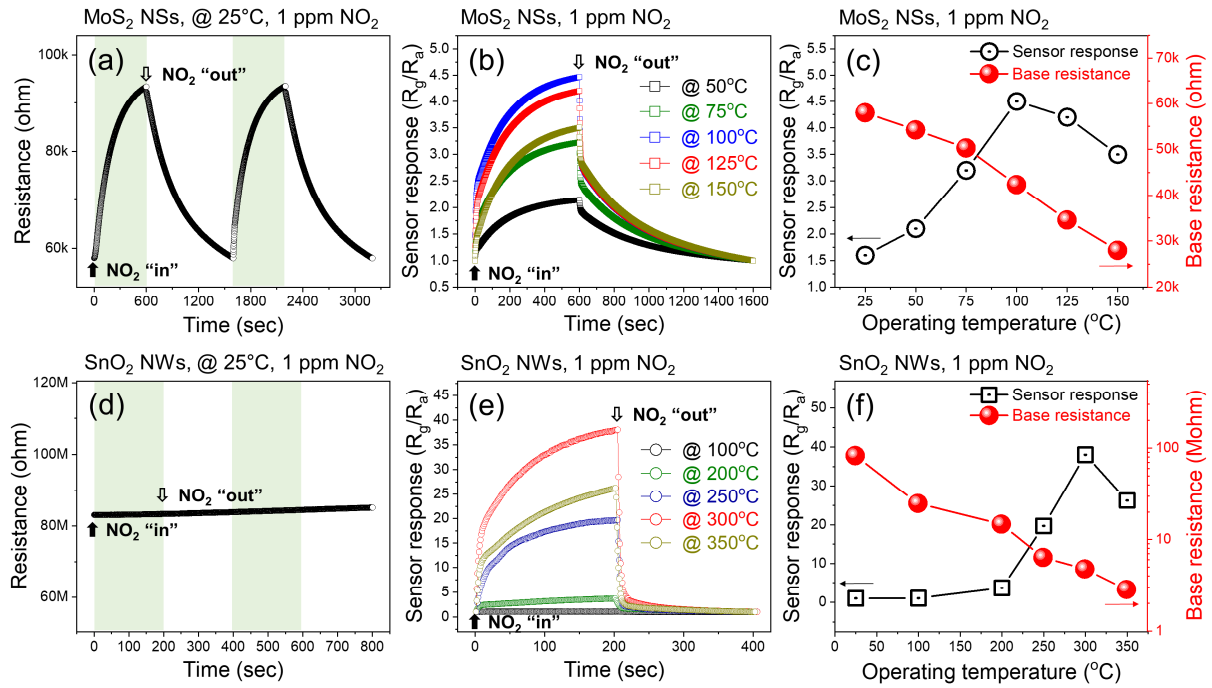 MoS₂ NSs, @ 25°C, 1 ppm NO₂
(a)
NO₂ “out”
NO₂ “in”
100k
80k
60k
Resistance (ohm)
0 600 1200 1800 2400 3000
Time (sec)
MoS₂ NSs, 1 ppm NO₂
(b)
NO₂ “out”
@ 50°C
@ 75°C
@ 100°C
@ 125°C
@ 150°C
NO₂ “in”
5.0
4.5
4.0
3.5
3.0
2.5
2.0
1.5
1.0
0.5
Sensor response (Rg/Ra)
0 200 400 600 800 1000 1200 1400 1600
Time (sec)
MoS₂ NSs, 1 ppm NO₂
(c)
Sensor response
Base resistance
5.5
5.0
4.5
4.0
3.5
3.0
2.5
2.0
1.5
1.0
Sensor response (Rg/Ra)
70k
60k
50k
40k
30k
20k
Base resistance (ohm)
25 50 75 100 125 150
Operating temperature (°C)
SnO₂ NWs, @ 25°C, 1 ppm NO₂
(d)
NO₂ “out”
NO₂ “in”
120M
100M
80M
60M
Resistance (ohm)
0 100 200 300 400 500 600 700 800
Time (sec)
SnO₂ NWs, 1 ppm NO₂
(e)
NO₂ “out”
@ 100°C
@ 200°C
@ 250°C
@ 300°C
@ 350°C
NO₂ “in”
45
40
35
30
25
20
15
10
5
0
Sensor response (Rg/Ra)
0 100 200 300 400
Time (sec)
SnO₂ NWs, 1 ppm NO₂
(f)
Sensor response
Base resistance
50
40
30
20
10
0
Sensor response (Rg/Ra)
100
10
1
Base resistance (Mohm)
0 50 100 150 200 250 300 350
Operating temperature (°C)